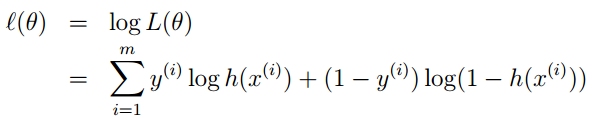 ℓ(θ) = log L(θ)
= ∑_{i=1}^{m} y^{(i)} log h(x^{(i)}) + (1 − y^{(i)}) log(1 − h(x^{(i)}))